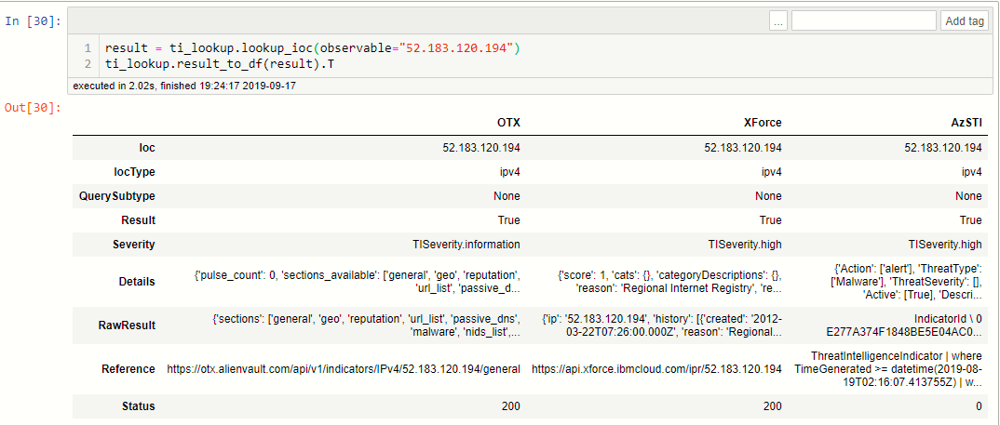 In [30]:
... Add tag
1 result = ti_lookup.lookup_ioc(observable="52.183.120.194")
2 ti_lookup.result_to_df(result).T
executed in 2.02s, finished 19:24:17 2019-09-17
Out[30]:
OTX XForce AzSTI
Ioc 52.183.120.194 52.183.120.194 52.183.120.194
IocType ipv4 ipv4 ipv4
QuerySubtype None None None
Result True True True
Severity TISeverity.information TISeverity.high TISeverity.high
Details
{'pulse_count': 0, 'sections_available': ['general', 'geo', 'reputation',
'url_list', 'passive_d...
{'score': 1, 'cats': {}, 'categoryDescriptions': {},
'reason': 'Regional Internet Registry', 're...
{'Action': ['alert'], 'ThreatType':
['Malware'], 'ThreatSeverity': [],
'Active': [True], 'Descri...
RawResult
{'sections': ['general', 'geo', 'reputation', 'url_list', 'passive_dns',
'malware', 'nids_list',...
{'ip': '52.183.120.194', 'history': [{'created': '2012-
03-22T07:26:00.000Z', 'reason': 'Regional...
IndicatorId \ 0
E277A374F1848BE5E04AC0...
Reference
https://otx.alienvault.com/api/v1/indicators/IPv4/52.183.120.194/general
https://api.xforce.ibmcloud.com/ipr/52.183.120.194
ThreatIntelligenceIndicator | where
TimeGenerated >= datetime(2019-08-
19T02:16:07.413755Z) | w...
Status 200 200 0